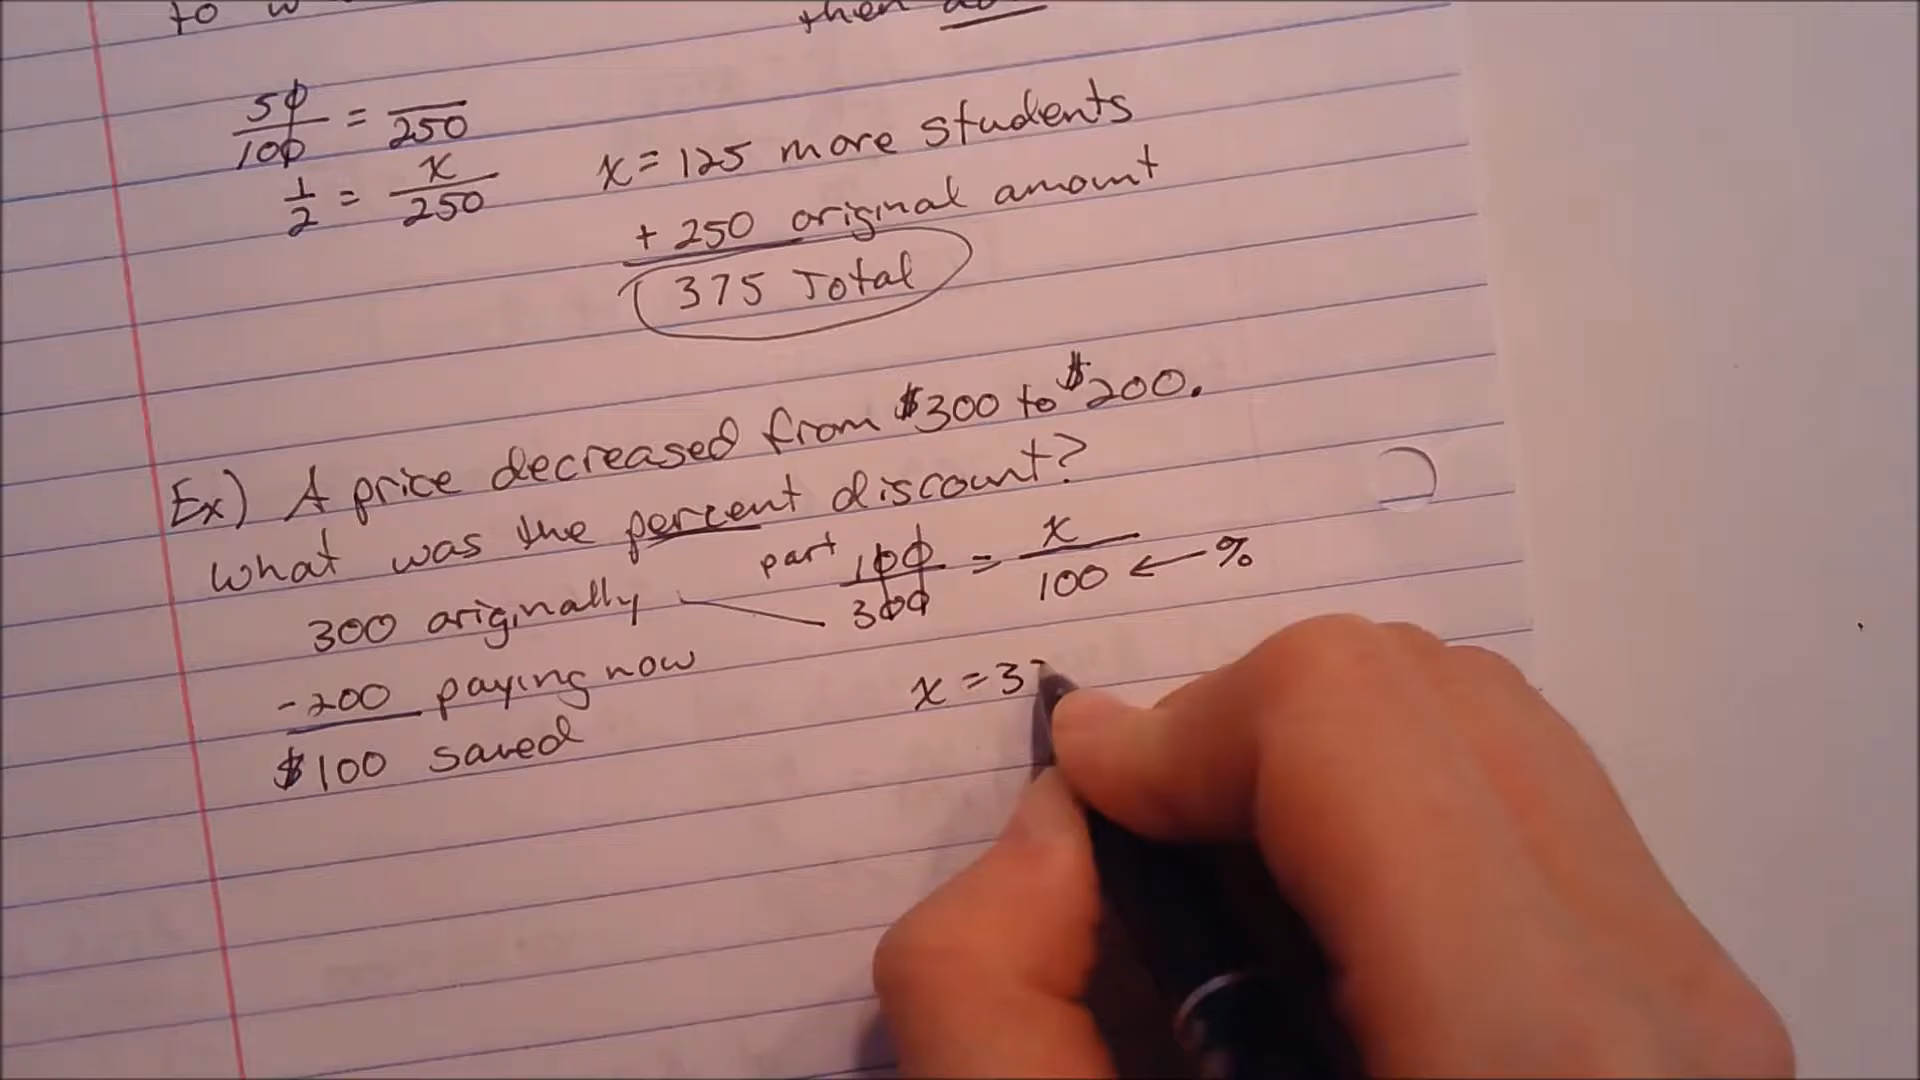 to
then
50/100 = /250
1/2 = x/250
x = 125 more students
+ 250 original amount
375 Total
Ex) A price decreased from $300 to $200.
What was the percent discount?
300 originally
- 200 paying now
$100 saved
part 100/300 = x/100 ← %
x = 3